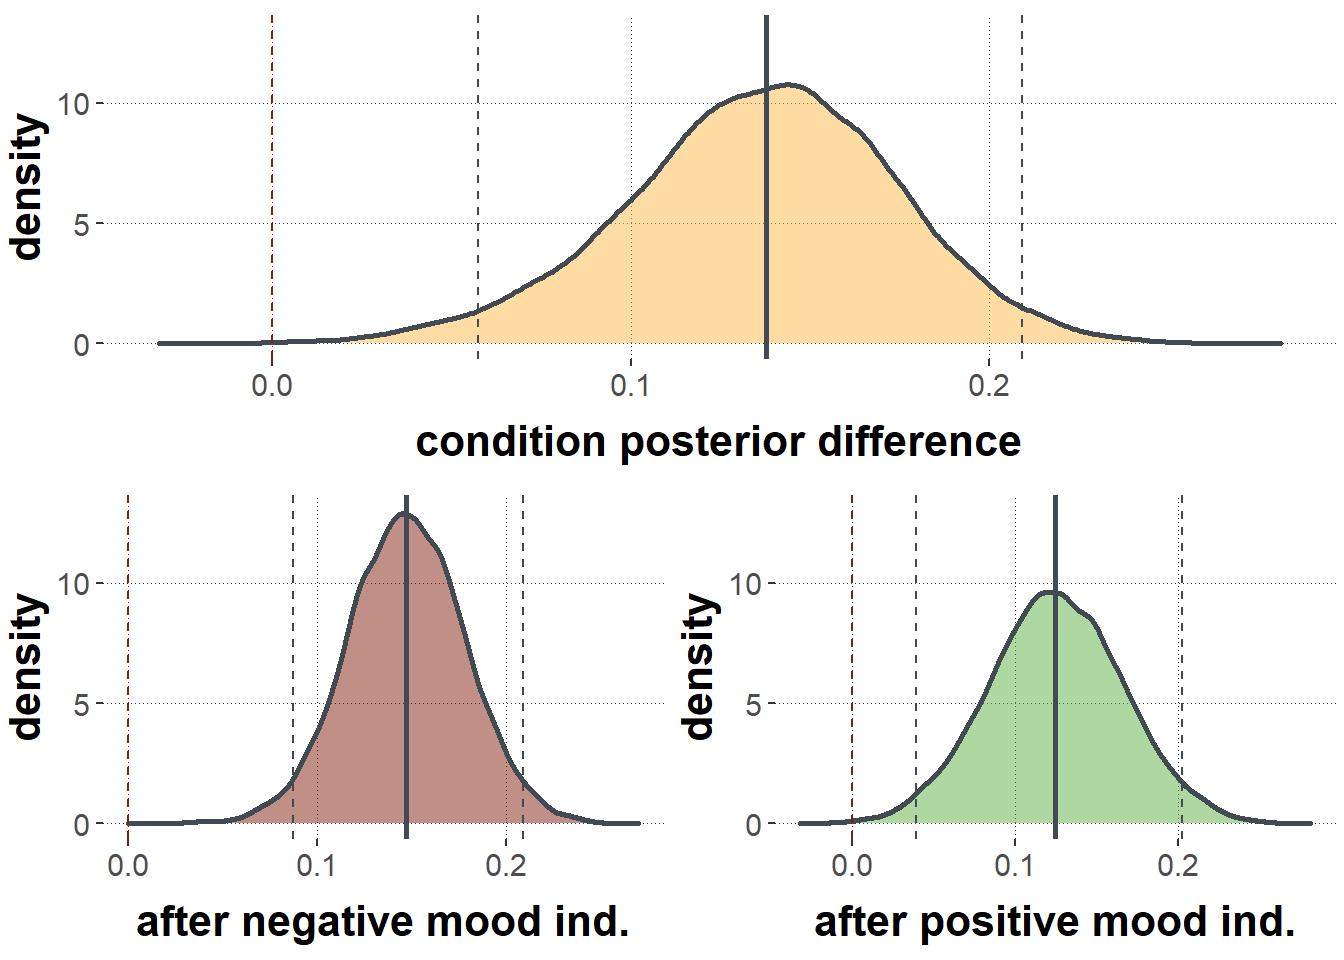 density
10
5
0
0.0 0.1 0.2
condition posterior difference
density
10
5
0
0.0 0.1 0.2
after negative mood ind.
density
10
5
0
0.0 0.1 0.2
after positive mood ind.